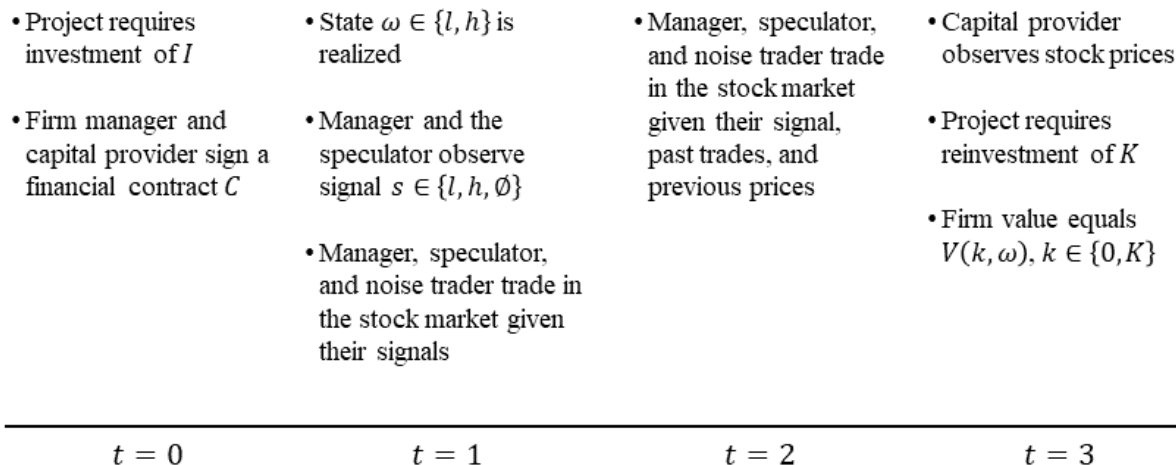 • Project requires
investment of I
• Firm manager and
capital provider sign a
financial contract C
• State ω ∈ {l, h} is
realized
• Manager and the
speculator observe
signal s ∈ {l, h, Ø}
• Manager, speculator,
and noise trader trade in
the stock market given
their signals
• Manager, speculator,
and noise trader trade
in the stock market
given their signal,
past trades, and
previous prices
• Capital provider
observes stock prices
• Project requires
reinvestment of K
• Firm value equals
V(k, ω), k ∈ {0, K}
t = 0
t = 1
t = 2
t = 3